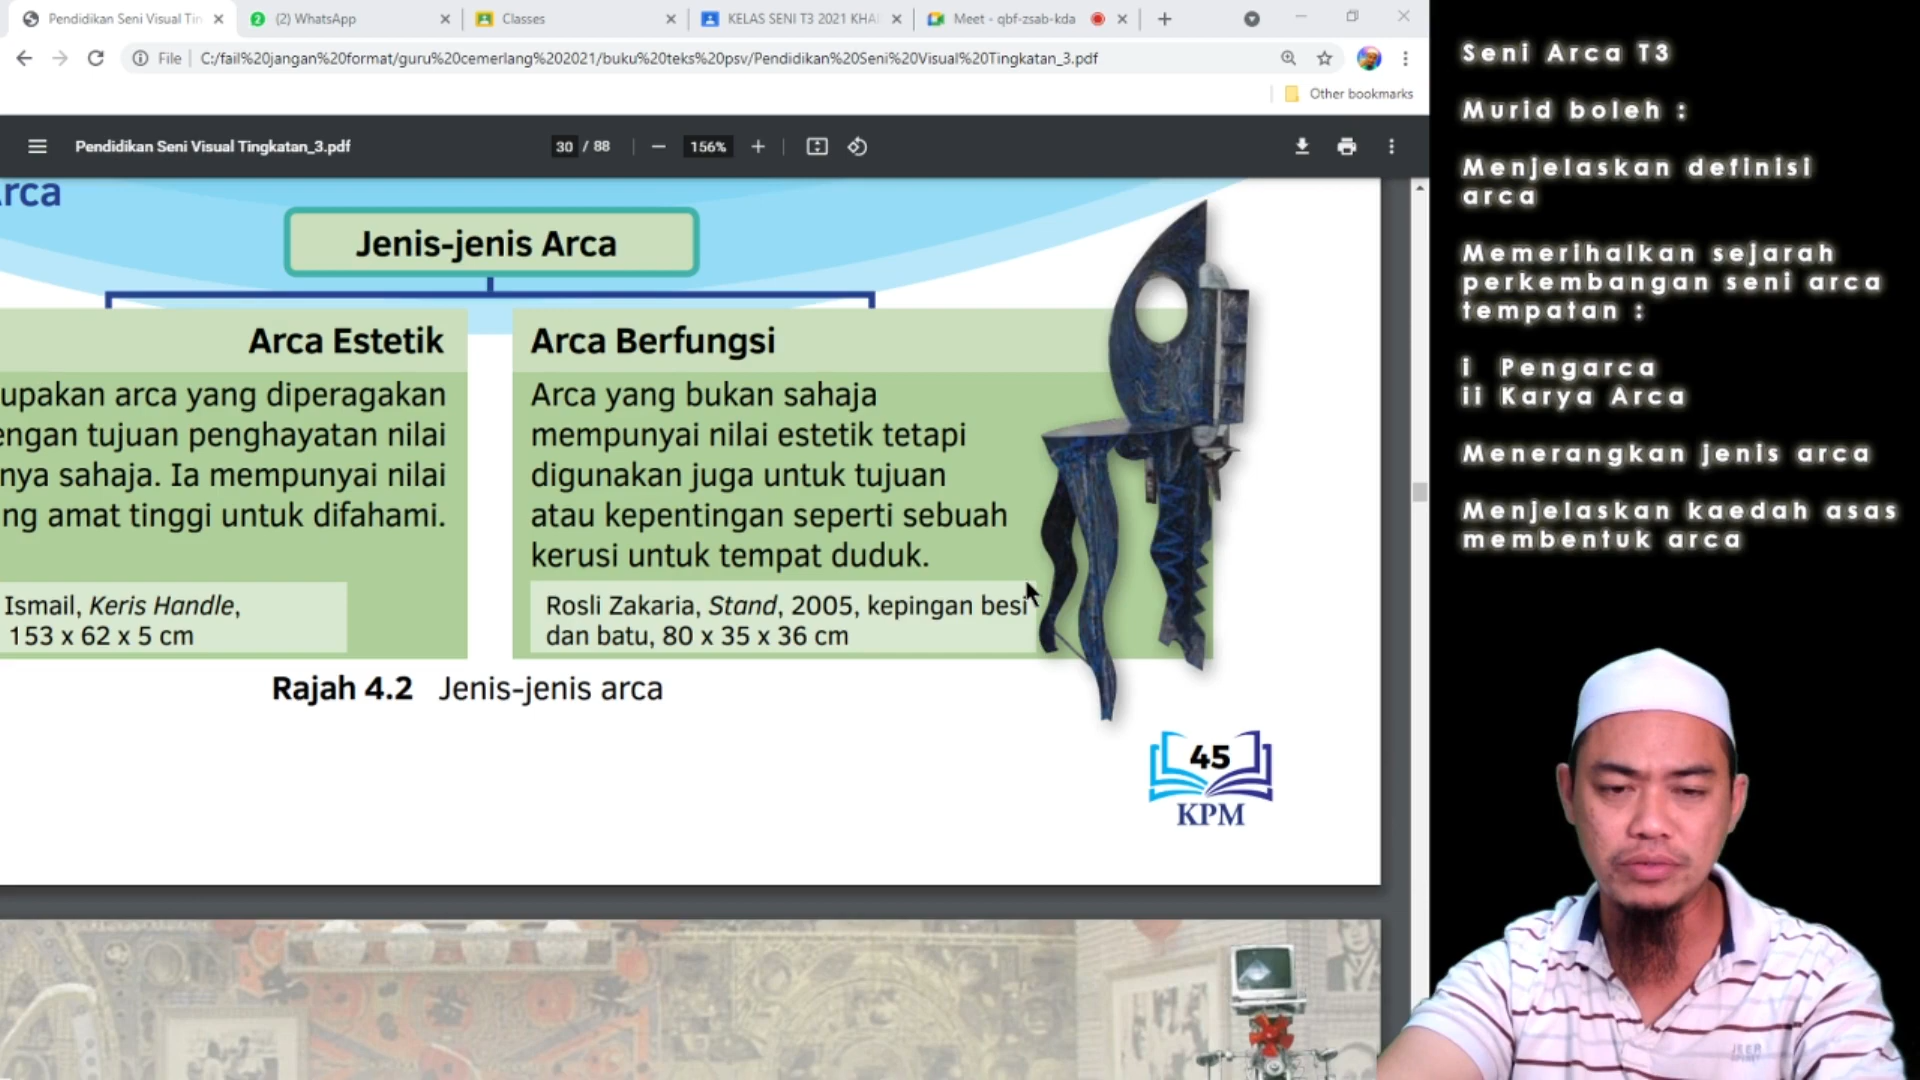 Pendidikan Seni Visual Tin
(2) WhatsApp
Classes
KELAS SENI T3 2021 KHA
Meet - qbf-zsab-kda
File
C:/fail%20jangan%20format/guru%20cemerlang%202021/buku%20teks%20psv/Pendidikan%20Seni%20Visual%20Tingkatan_3.pdf
Other bookmarks
Pendidikan Seni Visual Tingkatan_3.pdf
30 / 88
156%
rca
Jenis-jenis Arca
Arca Estetik
upakan arca yang diperagakan
engan tujuan penghayatan nilai
nya sahaja. Ia mempunyai nilai
ng amat tinggi untuk difahami.
Ismail, Keris Handle,
153 x 62 x 5 cm
Arca Berfungsi
Arca yang bukan sahaja
mempunyai nilai estetik tetapi
digunakan juga untuk tujuan
atau kepentingan seperti sebuah
kerusi untuk tempat duduk.
Rosli Zakaria, Stand, 2005, kepingan besi
dan batu, 80 x 35 x 36 cm
Rajah 4.2 Jenis-jenis arca
45
KPM
Seni Arca T3
Murid boleh :
Menjelaskan definisi
arca
Memerihalkan sejarah
perkembangan seni arca
tempatan :
i Pengarca
ii Karya Arca
Menerangkan jenis arca
Menjelaskan kaedah asas
membentuk arca